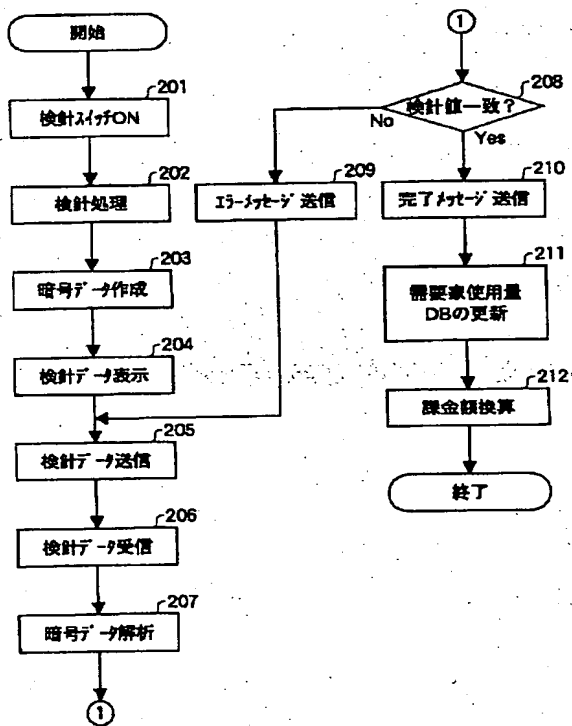 開始
201
検針スイッチON
202
検針処理
203
暗号データ作成
204
検針データ表示
205
検針データ送信
206
検針データ受信
207
暗号データ解析
1
1
208
検針値一致?
No
Yes
209
エラーメッセージ送信
210
完了メッセージ送信
211
需要家使用量
DBの更新
212
課金額換算
終了